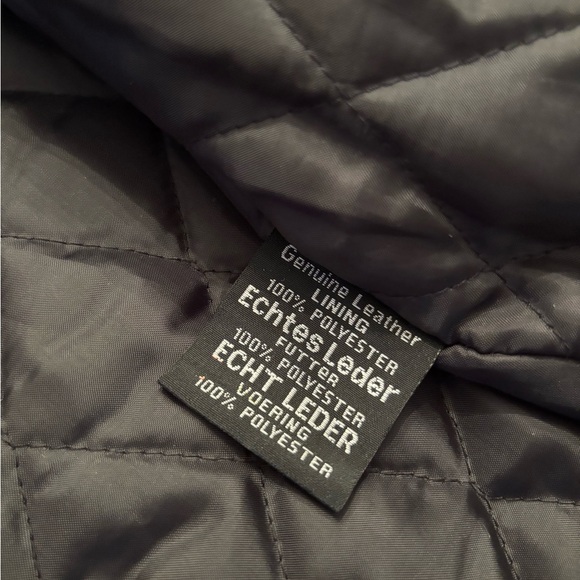 Genuine Leather
LINING
100% POLYESTER
Echtes Leder
FUTTER
100% POLYESTER
ECHT LEDER
VOERING
100% POLYESTER